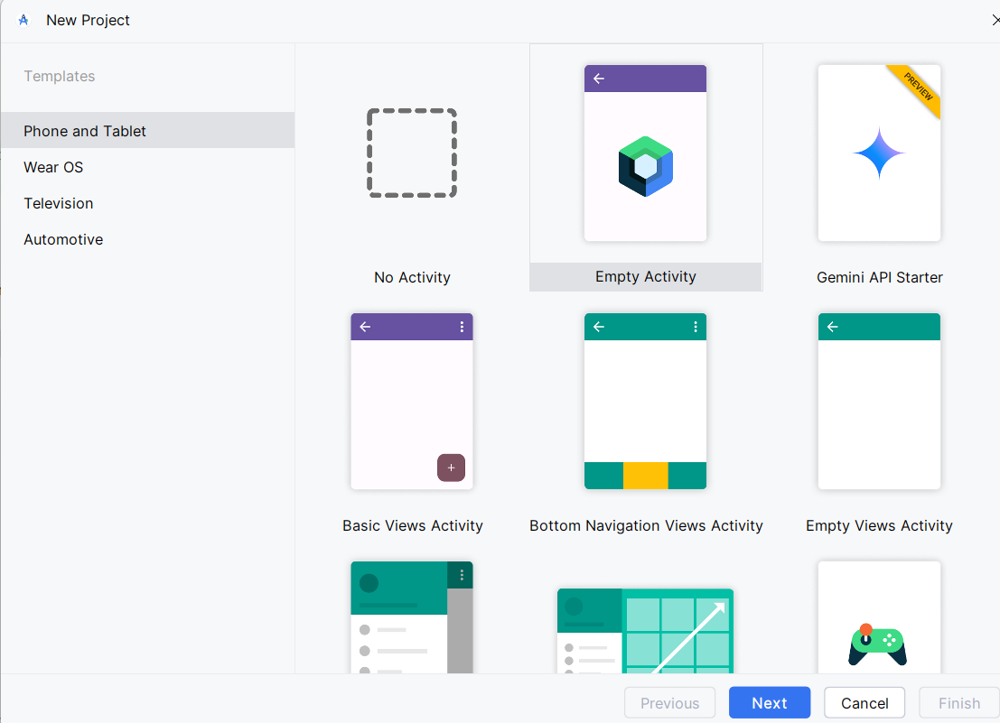 New Project
Templates
Phone and Tablet
Wear OS
Television
Automotive
PREVIEW
No Activity
Empty Activity
Gemini API Starter
Basic Views Activity
Bottom Navigation Views Activity
Empty Views Activity
Previous
Next
Cancel
Finish